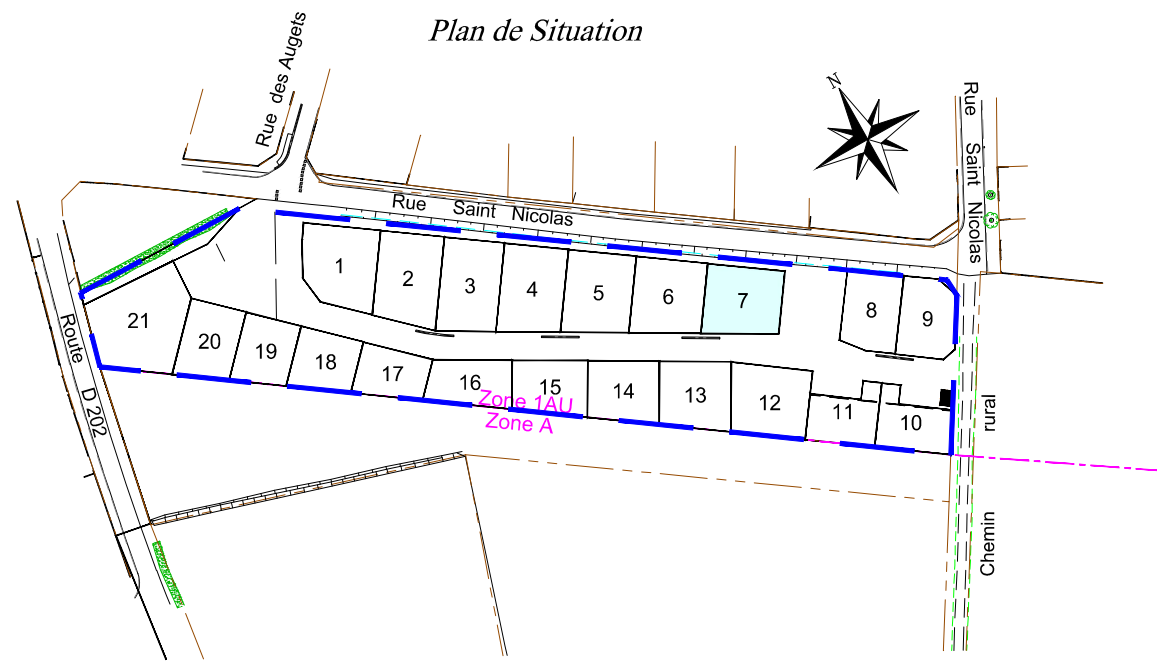 Plan de Situation
Rue des Augets
N
Rue Saint Nicolas
Rue Saint Nicolas
1
2
3
4
5
6
7
8
9
21
20
19
18
17
16
15
14
13
12
11
10
Route D 202
Zone 1AU
Zone A
Chemin rural